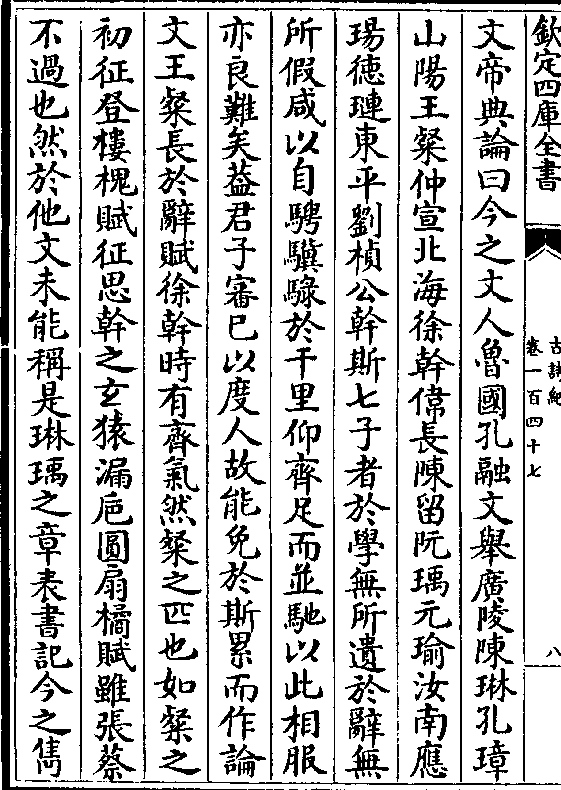 欽定四庫全書
古詩紀
卷一百四十七
八
文帝典論曰今之文人魯國孔融文舉廣陵陳琳孔璋
山陽王粲仲宣北海徐幹偉長陳留阮瑀元瑜汝南應
瑒德璉東平劉楨公幹斯七子者於學無所遺於辭無
所假咸以自騁驥騄於千里仰齊足而並馳以此相服
亦良難矣蓋君子審已以度人故能免於斯累而作論
文王粲長於辭賦徐幹時有齊氣然粲之匹也如粲之
初征登樓槐賦征思幹之玄猿漏卮圓扇橘賦雖張蔡
不過也然於他文未能稱是琳瑀之章表書記今之雋